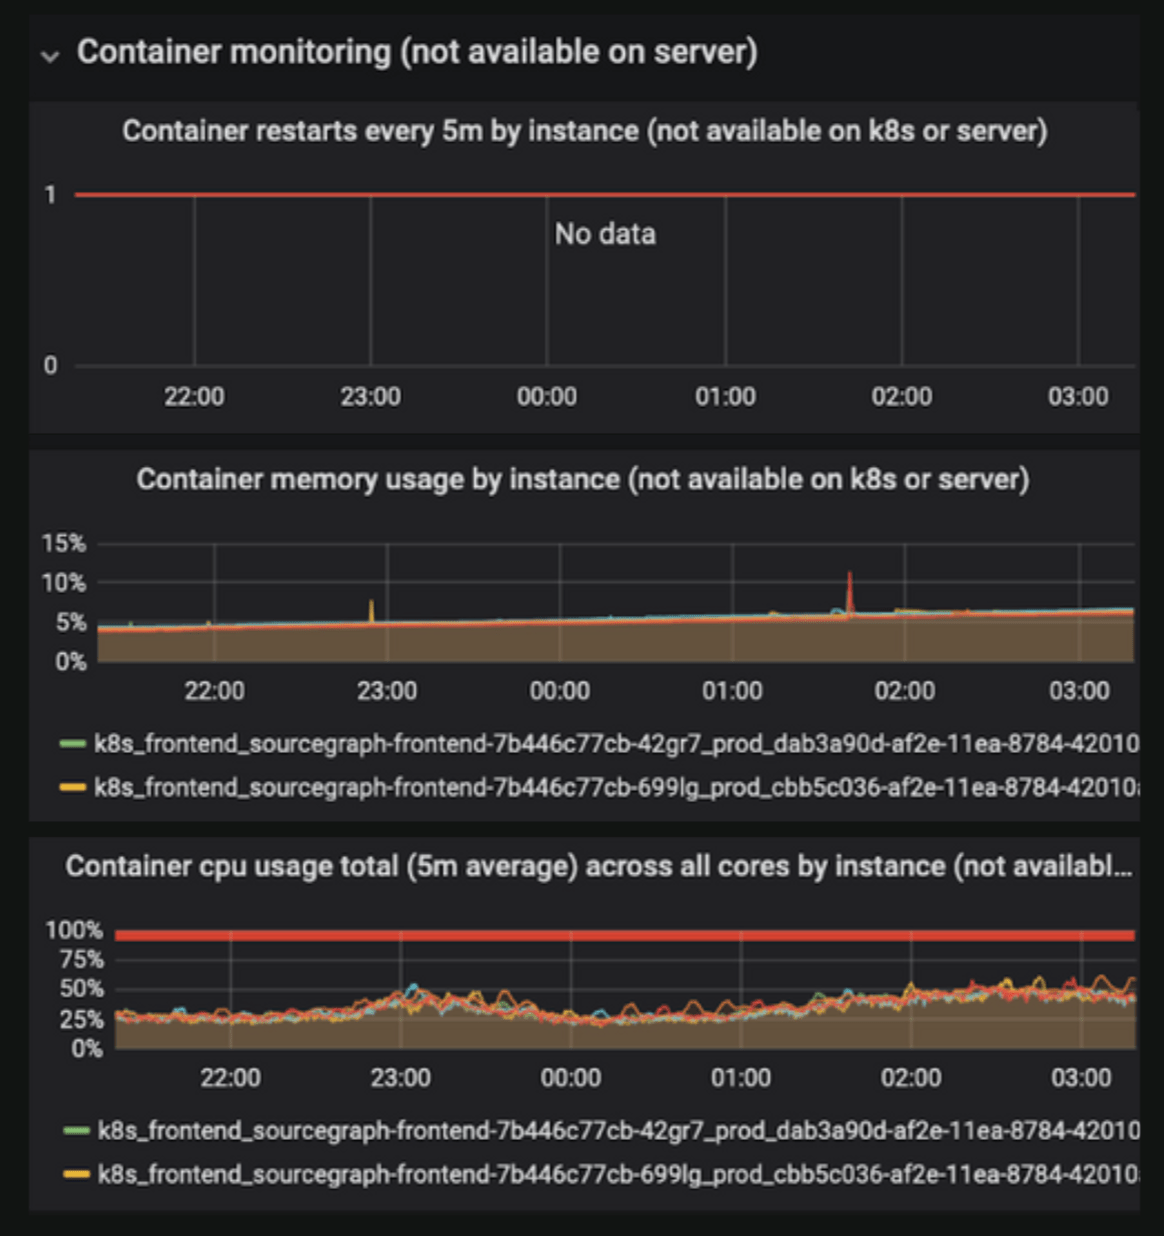 Container monitoring (not available on server)
Container restarts every 5m by instance (not available on k8s or server)
1
No data
0
22:00 23:00 00:00 01:00 02:00 03:00
Container memory usage by instance (not available on k8s or server)
15%
10%
5%
0%
22:00 23:00 00:00 01:00 02:00 03:00
k8s_frontend_sourcegraph-frontend-7b446c77cb-42gr7_prod_dab3a90d-af2e-11ea-8784-42010
k8s_frontend_sourcegraph-frontend-7b446c77cb-699lg_prod_cbb5c036-af2e-11ea-8784-42010
Container cpu usage total (5m average) across all cores by instance (not availabl...
100%
75%
50%
25%
0%
22:00 23:00 00:00 01:00 02:00 03:00
k8s_frontend_sourcegraph-frontend-7b446c77cb-42gr7_prod_dab3a90d-af2e-11ea-8784-42010
k8s_frontend_sourcegraph-frontend-7b446c77cb-699lg_prod_cbb5c036-af2e-11ea-8784-42010